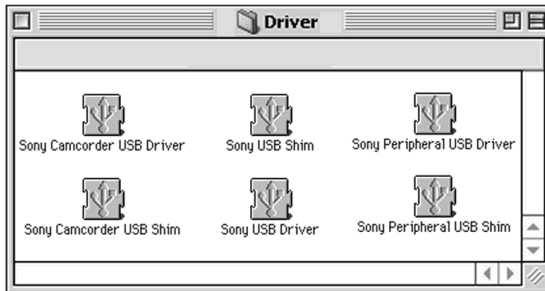 Driver
Sony Camcorder USB Driver
Sony USB Shim
Sony Peripheral USB Driver
Sony Camcorder USB Shim
Sony USB Driver
Sony Peripheral USB Shim